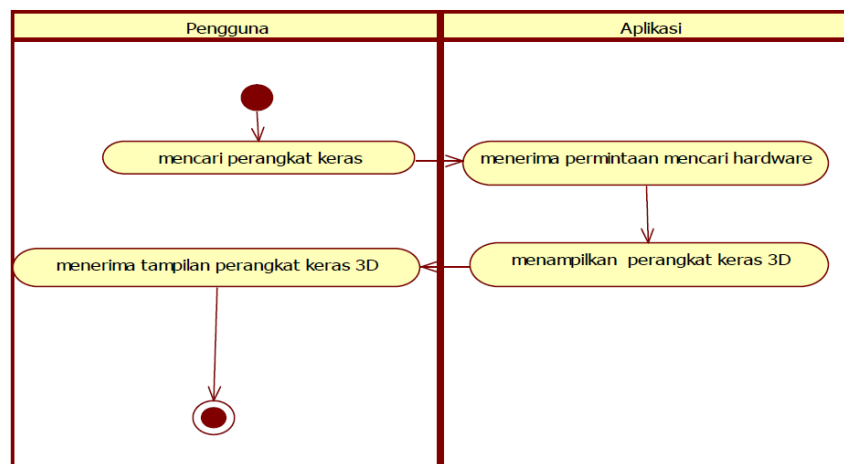 Pengguna
Aplikasi
mencari perangkat keras
menerima permintaan mencari hardware
menerima tampilan perangkat keras 3D
menampilkan perangkat keras 3D